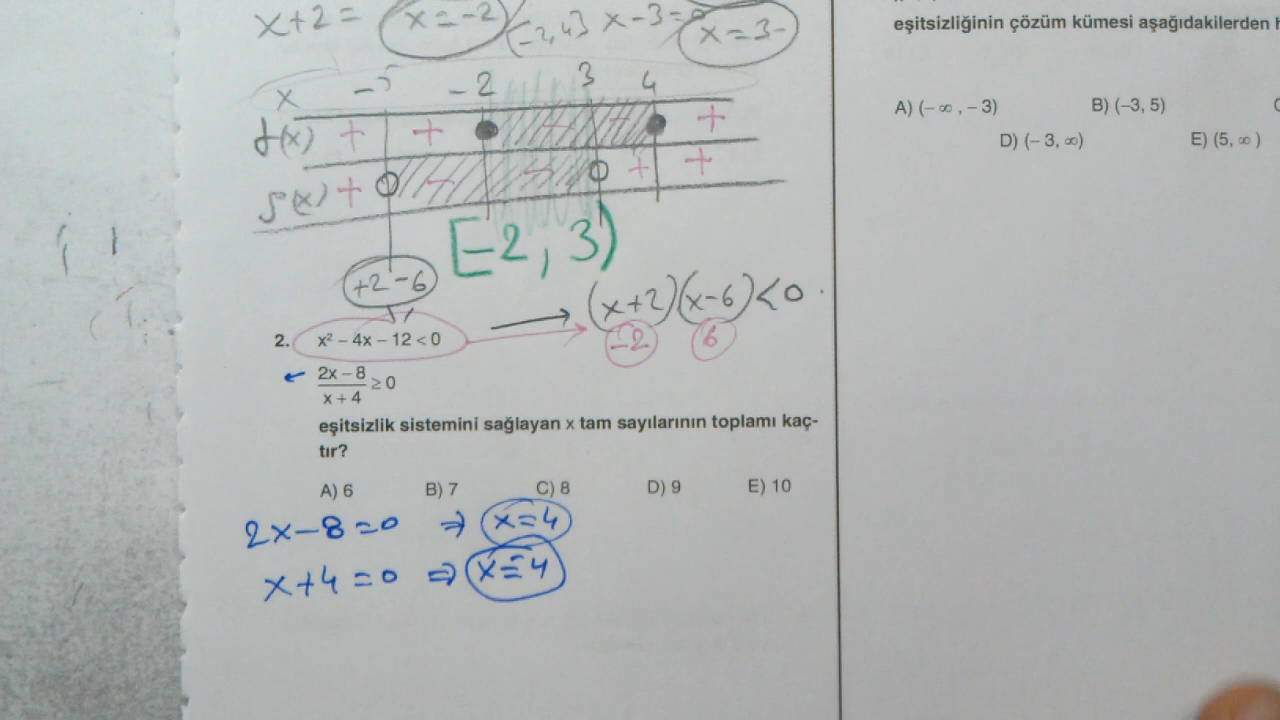 x+2= x=-2 x-3=0 x=3
x -5 -2 3 4
f(x) + + - - +
g(x) + - - + +
[-2, 3)
+2 -6
(x+2)(x-6)<0
-2 6
2. x² – 4x – 12 < 0
2x – 8
x + 4
≥ 0
eşitsizlik sistemini sağlayan x tam sayılarının toplamı kaç-
tır?
A) 6 B) 7 C) 8 D) 9 E) 10
2x-8=0 ⇒ x=4
x+4=0 ⇒ x=-4
eşitsizliğinin çözüm kümesi aşağıdakilerden
A) (– ∞ , – 3) B) (–3, 5)
D) (– 3, ∞) E) (5, ∞ )